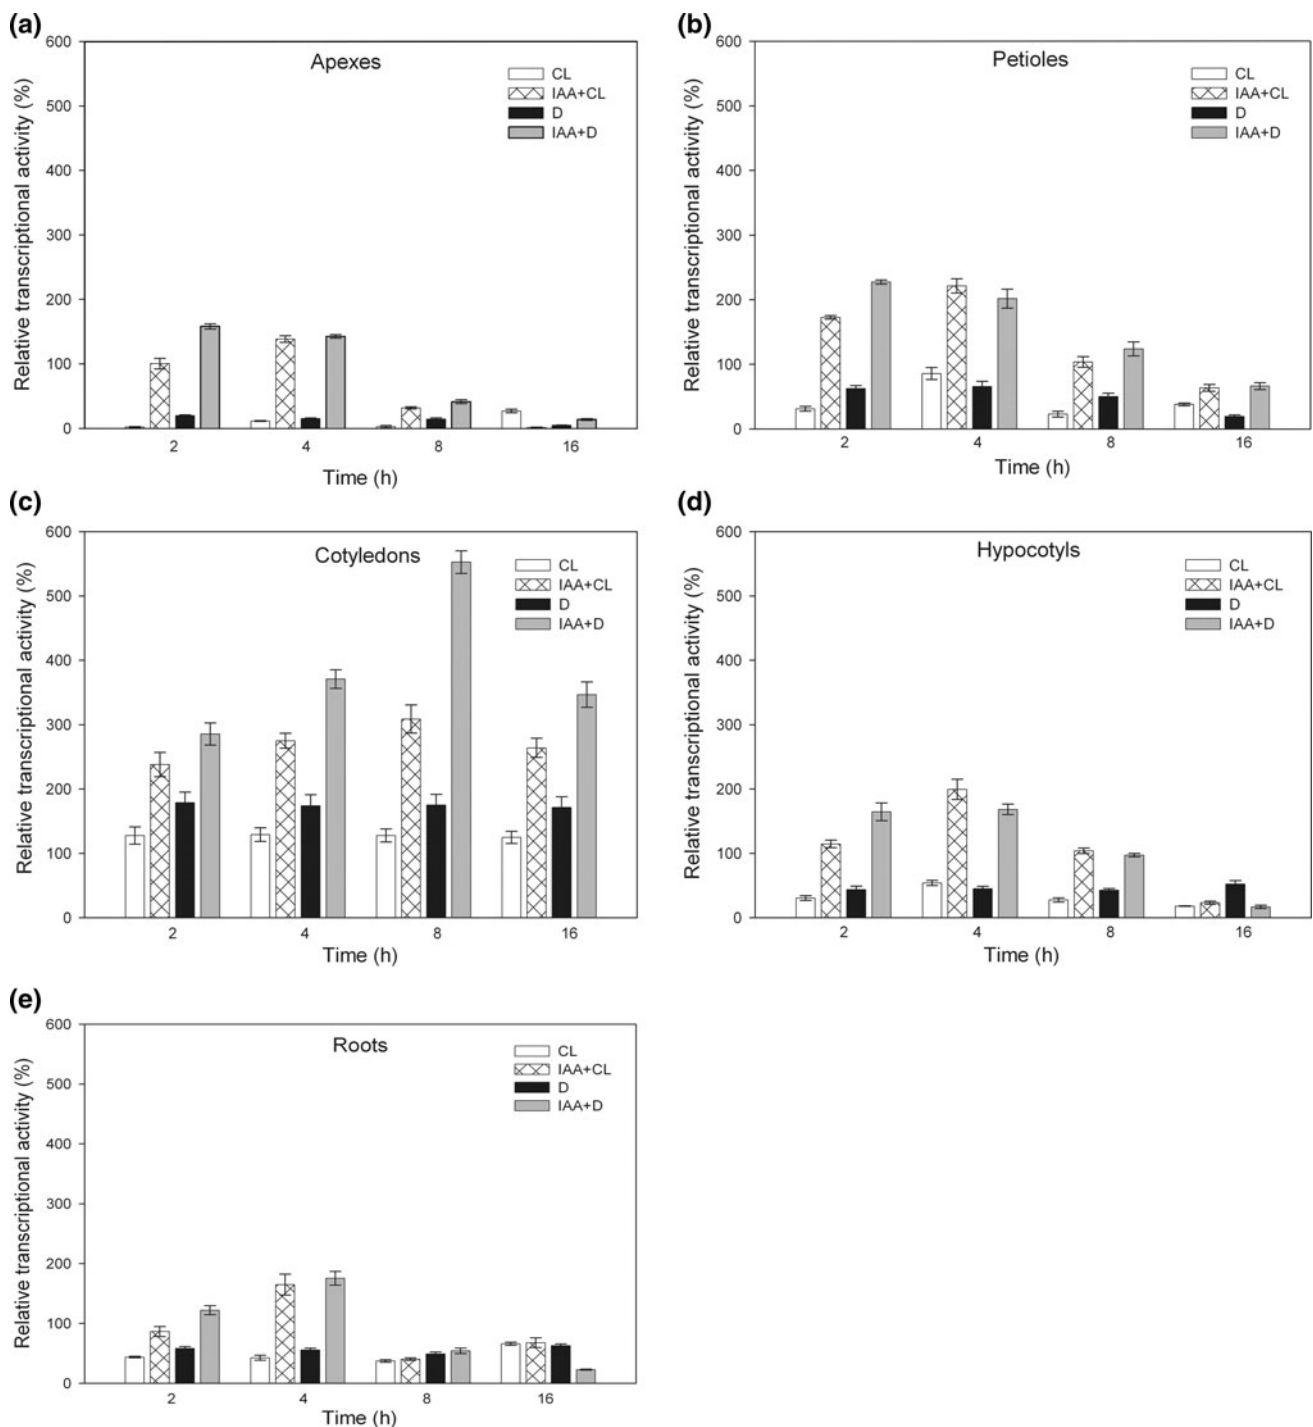 (a)
Relative transcriptional activity (%)
600
500
400
300
200
100
0
Apexes
CL
IAA+CL
D
IAA+D
2 4 8 16
Time (h)
(b)
Relative transcriptional activity (%)
600
500
400
300
200
100
0
Petioles
CL
IAA+CL
D
IAA+D
2 4 8 16
Time (h)
(c)
Relative transcriptional activity (%)
600
500
400
300
200
100
0
Cotyledons
CL
IAA+CL
D
IAA+D
2 4 8 16
Time (h)
(d)
Relative transcriptional activity (%)
600
500
400
300
200
100
0
Hypocotyls
CL
IAA+CL
D
IAA+D
2 4 8 16
Time (h)
(e)
Relative transcriptional activity (%)
600
500
400
300
200
100
0
Roots
CL
IAA+CL
D
IAA+D
2 4 8 16
Time (h)